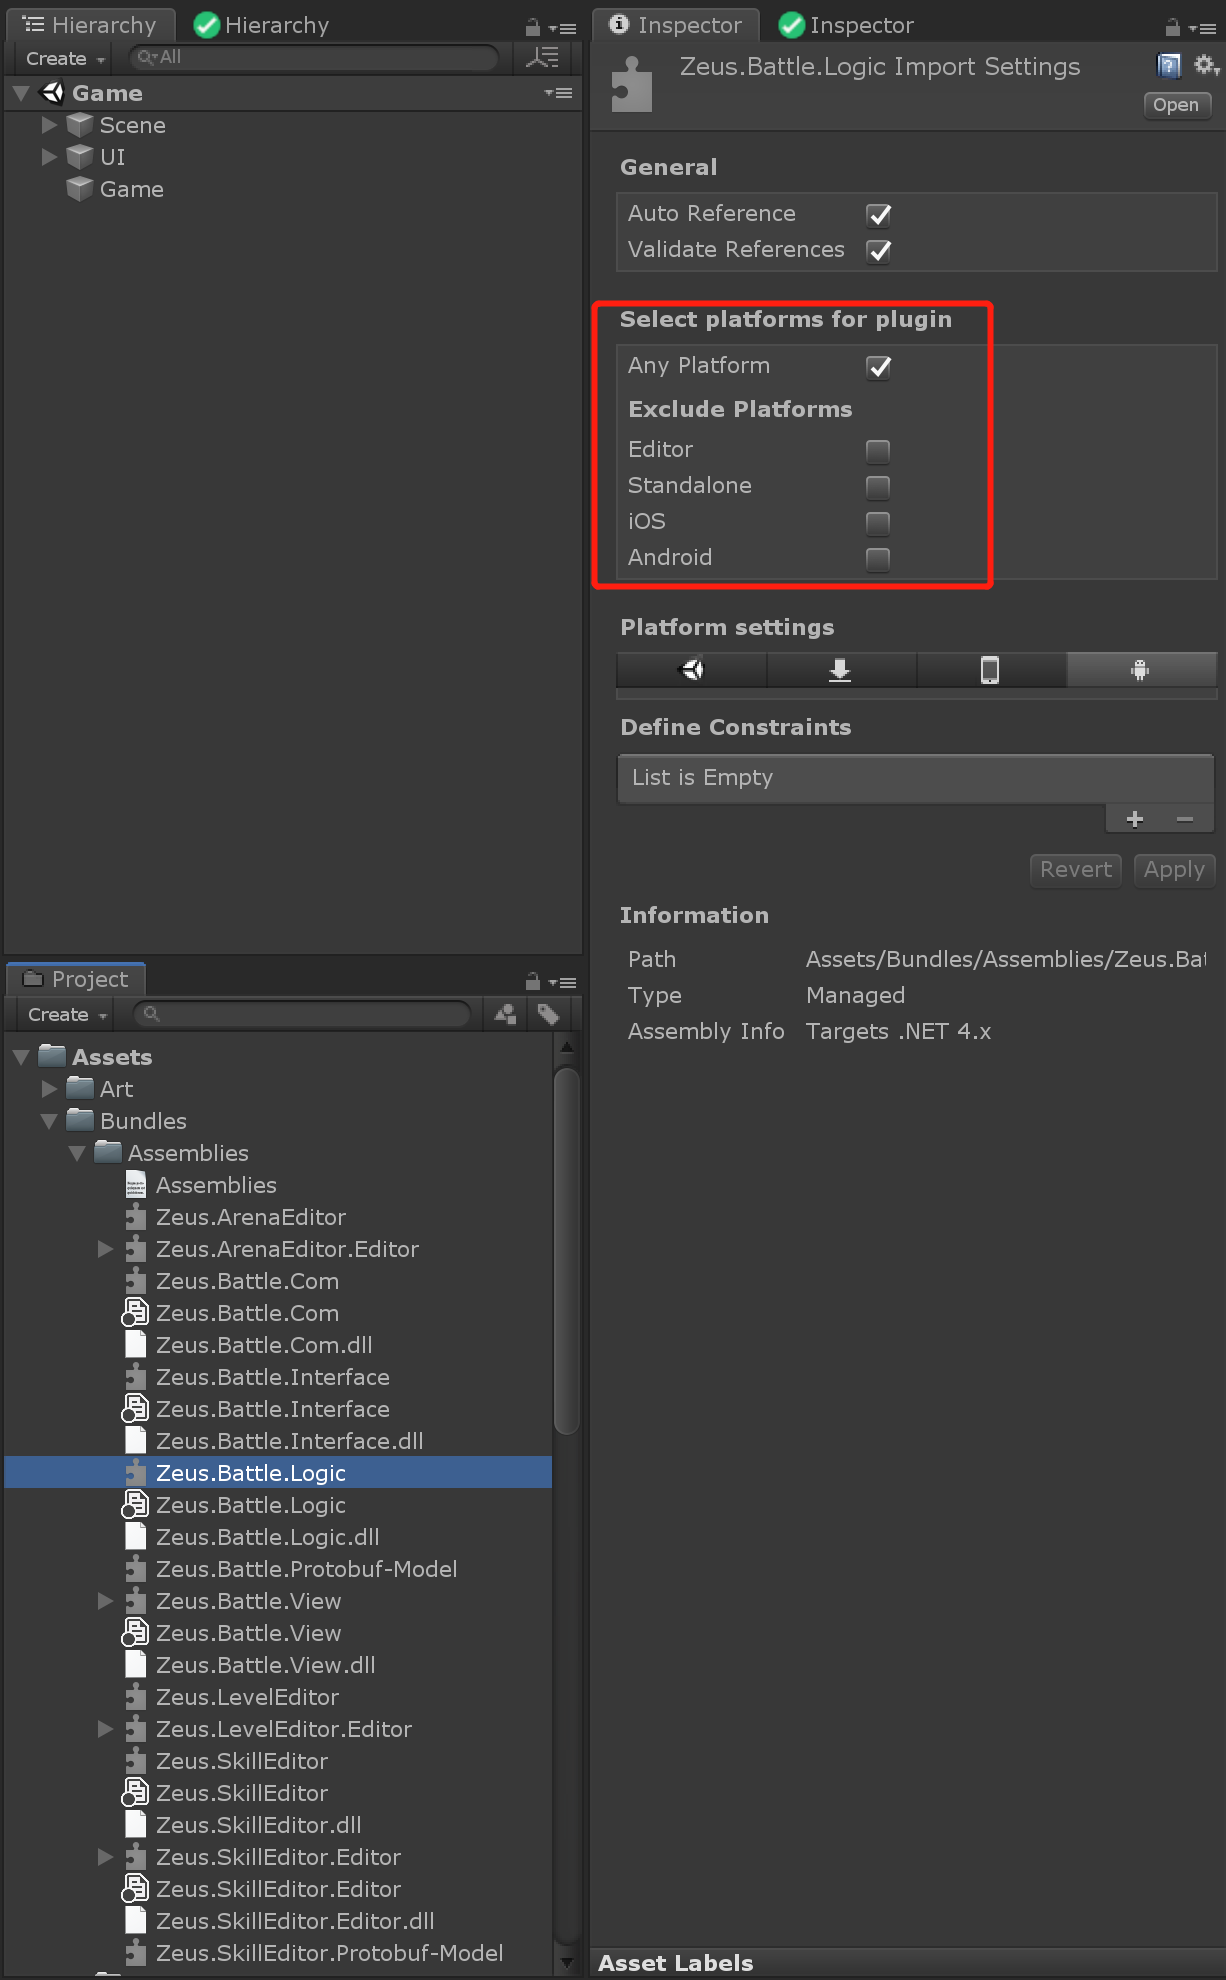 Hierarchy
Hierarchy
Create
All
Game
Scene
UI
Game
Project
Create
Assets
Art
Bundles
Assemblies
Assemblies
Zeus.ArenaEditor
Zeus.ArenaEditor.Editor
Zeus.Battle.Com
Zeus.Battle.Com
Zeus.Battle.Com.dll
Zeus.Battle.Interface
Zeus.Battle.Interface
Zeus.Battle.Interface.dll
Zeus.Battle.Logic
Zeus.Battle.Logic
Zeus.Battle.Logic.dll
Zeus.Battle.Protobuf-Model
Zeus.Battle.View
Zeus.Battle.View
Zeus.Battle.View.dll
Zeus.LevelEditor
Zeus.LevelEditor.Editor
Zeus.SkillEditor
Zeus.SkillEditor
Zeus.SkillEditor.dll
Zeus.SkillEditor.Editor
Zeus.SkillEditor.Editor
Zeus.SkillEditor.Editor.dll
Zeus.SkillEditor.Protobuf-Model
Inspector
Inspector
Zeus.Battle.Logic Import Settings
Open
General
Auto Reference
Validate References
Select platforms for plugin
Any Platform
Exclude Platforms
Editor
Standalone
iOS
Android
Platform settings
Define Constraints
List is Empty
Revert Apply
Information
Path Assets/Bundles/Assemblies/Zeus.Bat
Type Managed
Assembly Info Targets .NET 4.x
Asset Labels